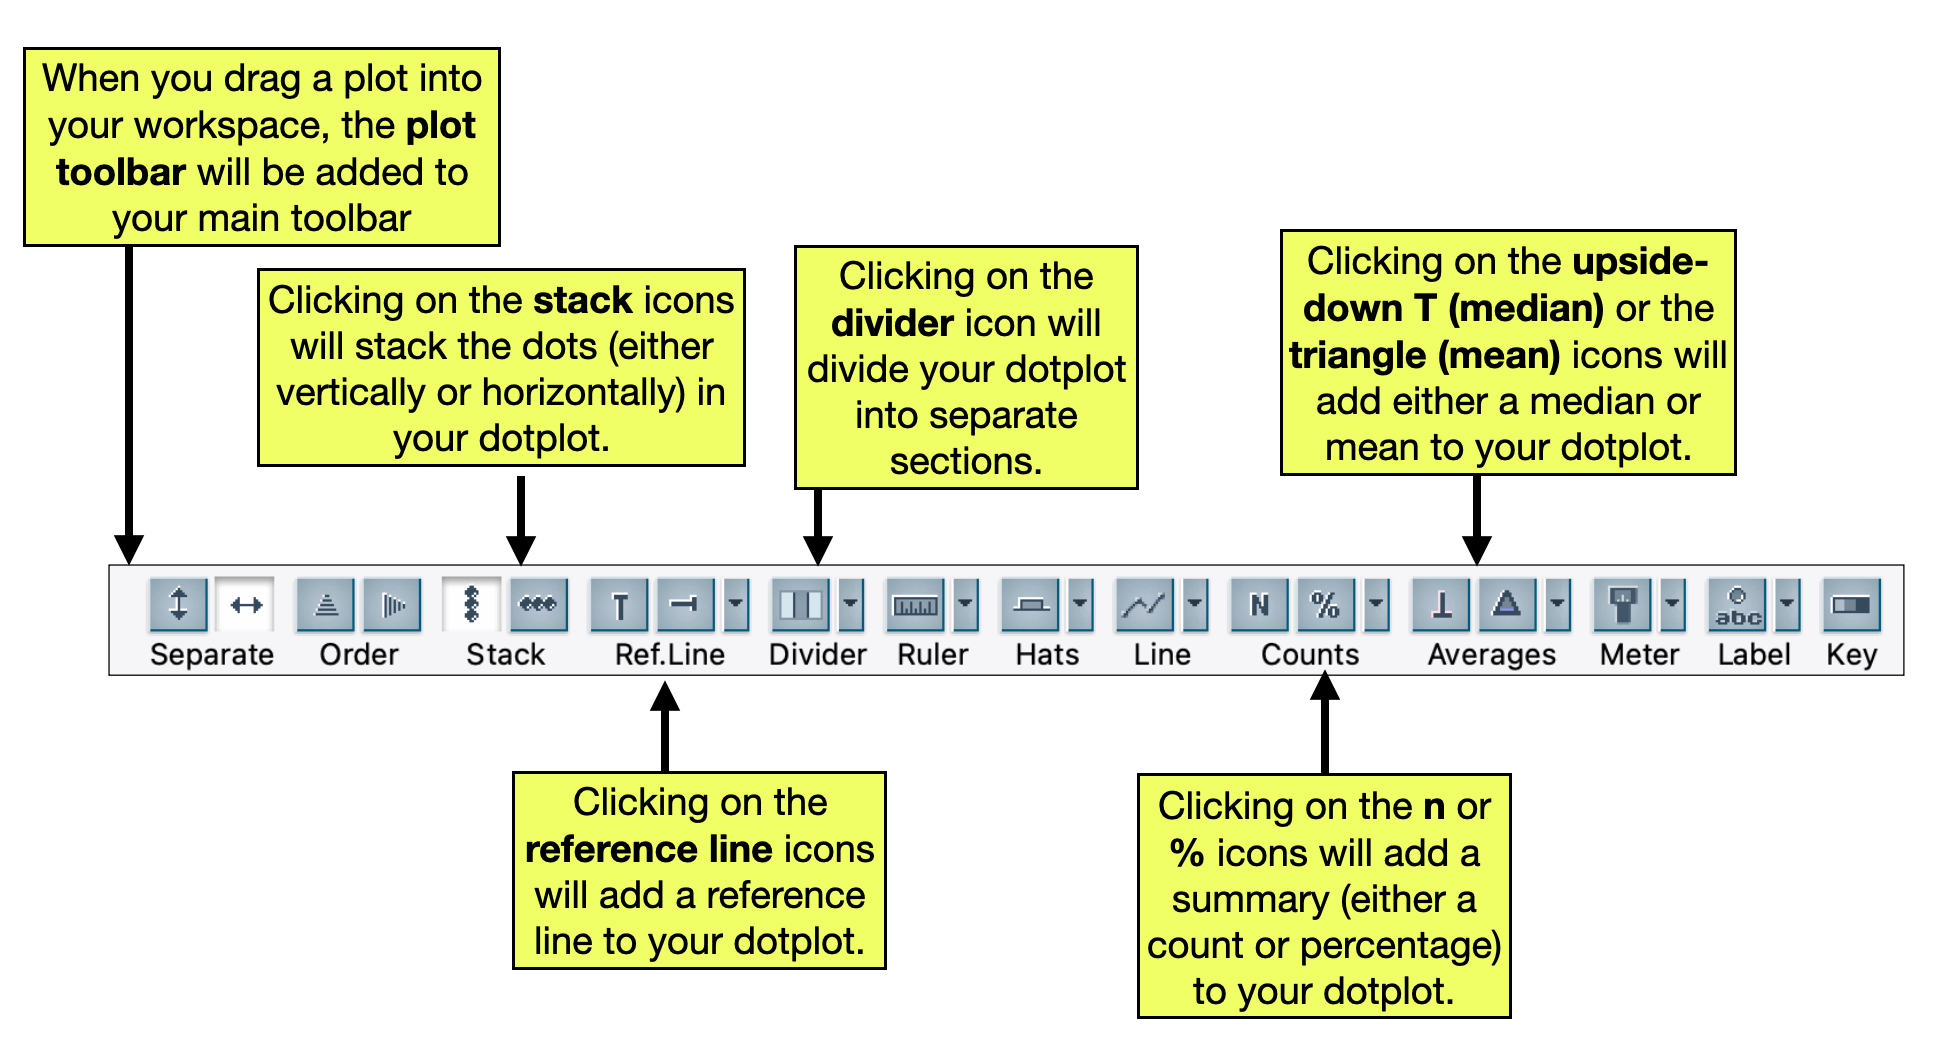 When you drag a plot into
your workspace, the plot
toolbar will be added to
your main toolbar
Clicking on the stack icons
will stack the dots (either
vertically or horizontally) in
your dotplot.
Clicking on the
divider icon will
divide your dotplot
into separate
sections.
Clicking on the upside-
down T (median) or the
triangle (mean) icons will
add either a median or
mean to your dotplot.
T N % abc
Separate Order Stack Ref.Line Divider Ruler Hats Line Counts Averages Meter Label Key
Clicking on the
reference line icons
will add a reference
line to your dotplot.
Clicking on the n or
% icons will add a
summary (either a
count or percentage)
to your dotplot.